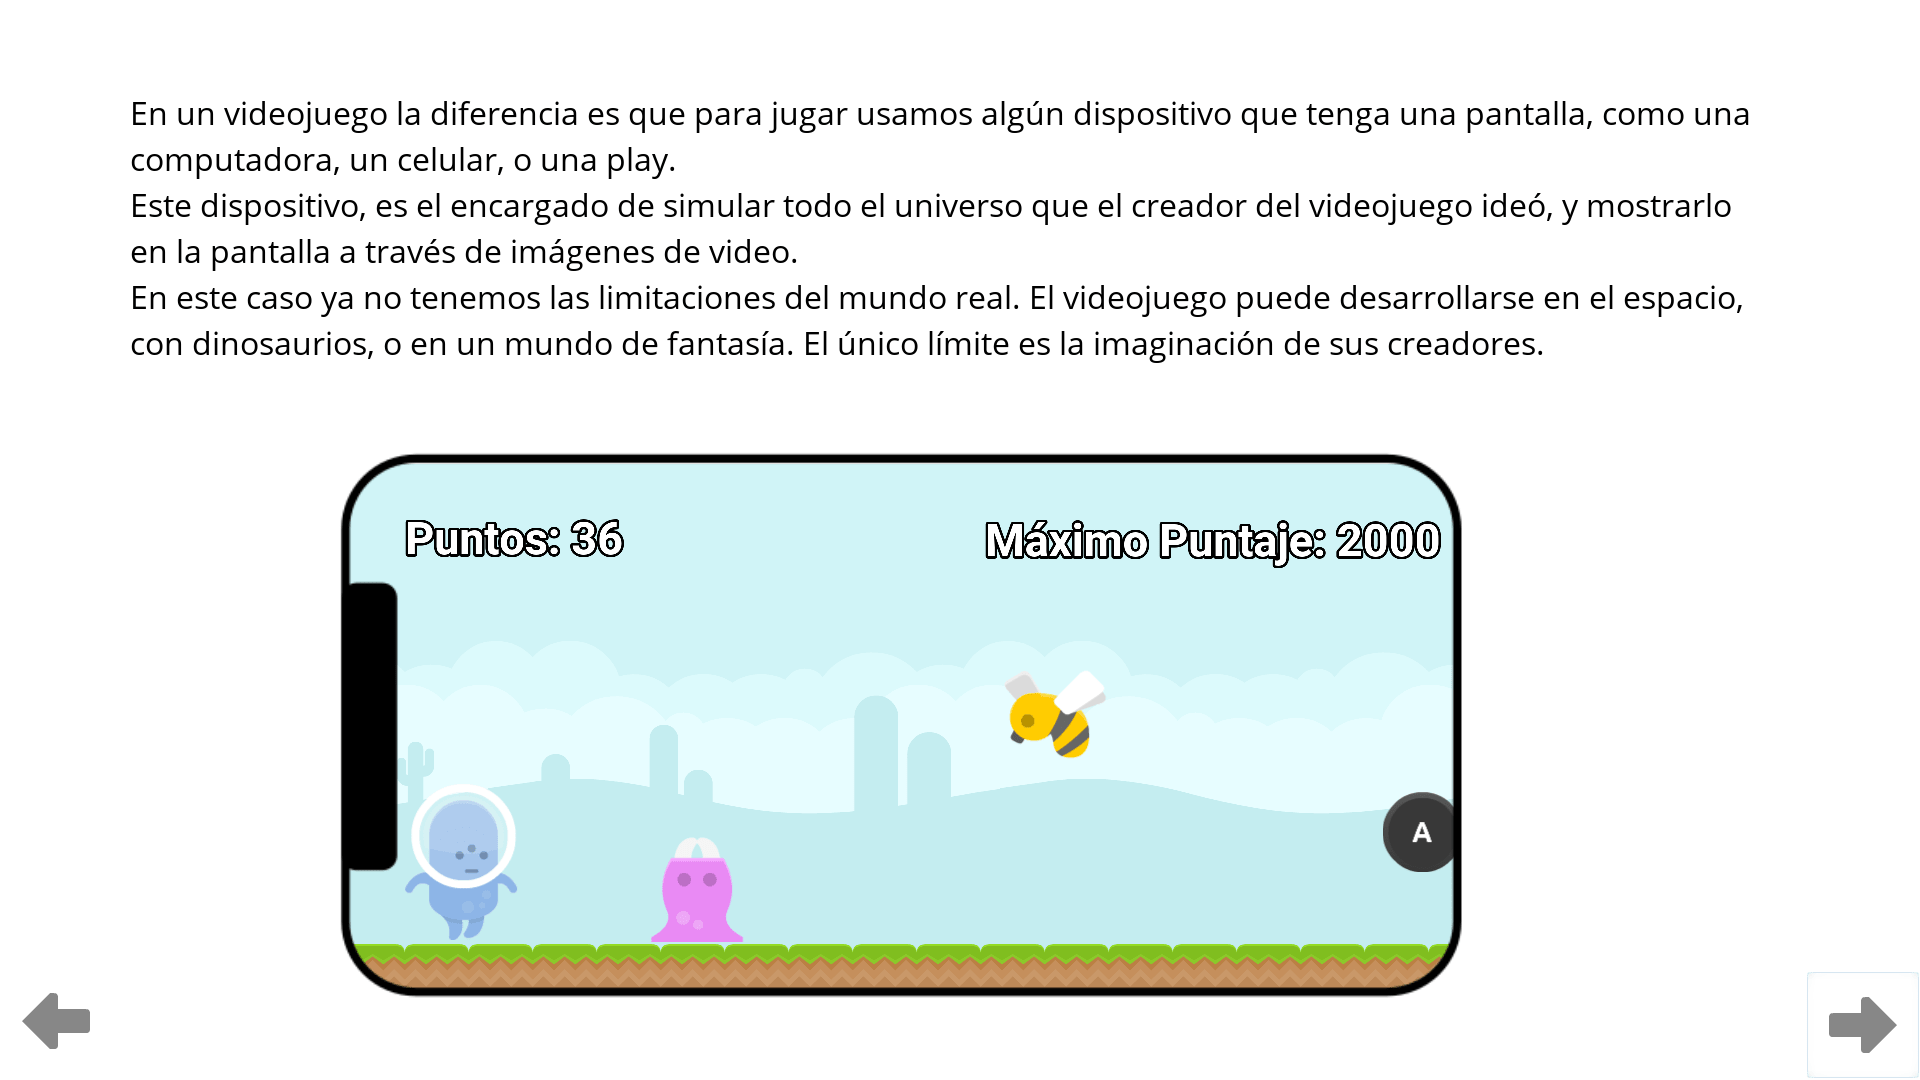 En un videojuego la diferencia es que para jugar usamos algún dispositivo que tenga una pantalla, como una
computadora, un celular, o una play.
Este dispositivo, es el encargado de simular todo el universo que el creador del videojuego ideó, y mostrarlo
en la pantalla a través de imágenes de video.
En este caso ya no tenemos las limitaciones del mundo real. El videojuego puede desarrollarse en el espacio,
con dinosaurios, o en un mundo de fantasía. El único límite es la imaginación de sus creadores.
Puntos: 36
Máximo Puntaje: 2000
A